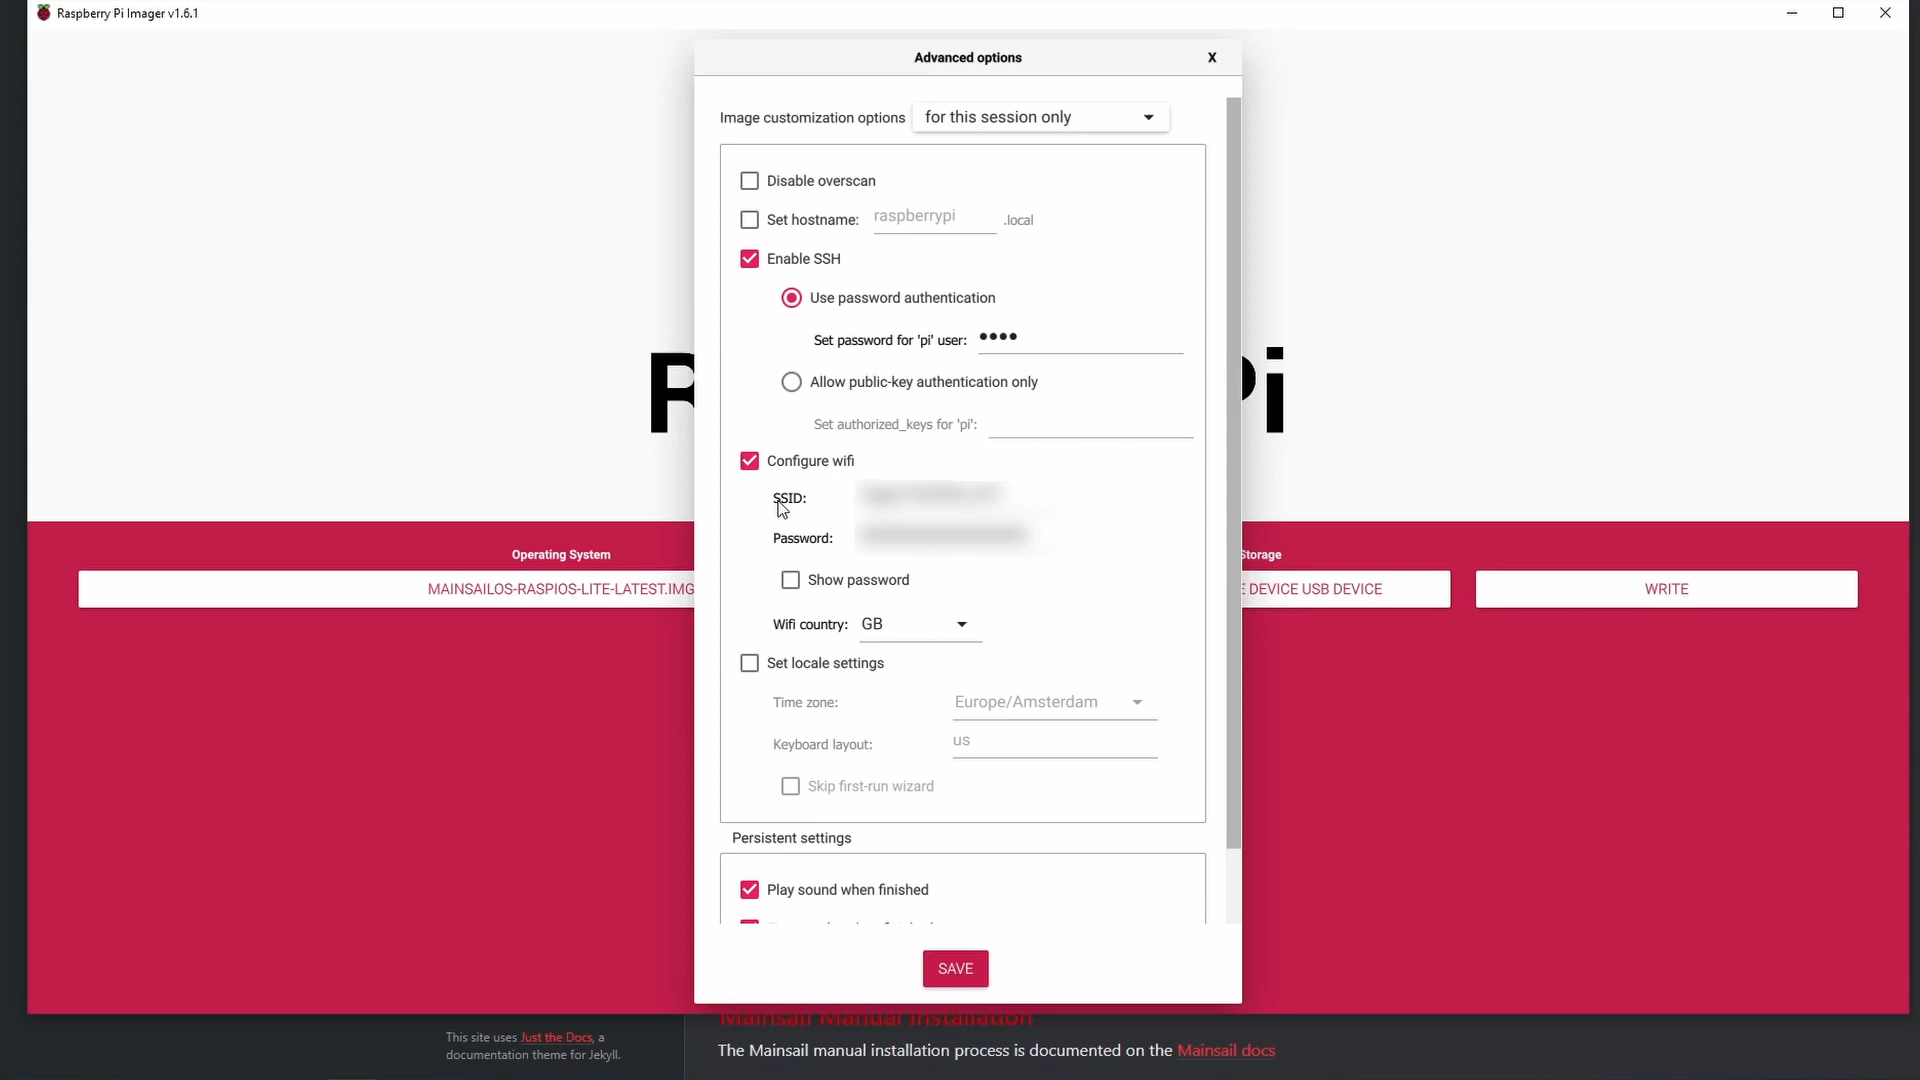 Raspberry Pi Imager v1.6.1
Advanced options
X
Image customization options for this session only
Disable overscan
Set hostname: raspberrypi .local
Enable SSH
Use password authentication
Set password for 'pi' user: ••••
R Pi
Allow public-key authentication only
Set authorized_keys for 'pi':
Configure wifi
SSID:
Password:
Operating System
Storage
MAINSAILOS-RASPIOS-LITE-LATEST.IMG
E DEVICE USB DEVICE
WRITE
Show password
Wifi country: GB
Set locale settings
Time zone: Europe/Amsterdam
Keyboard layout: us
Skip first-run wizard
Persistent settings
Play sound when finished
SAVE
Mainsail Manual Installation
This site uses Just the Docs, a
documentation theme for Jekyll.
The Mainsail manual installation process is documented on the Mainsail docs